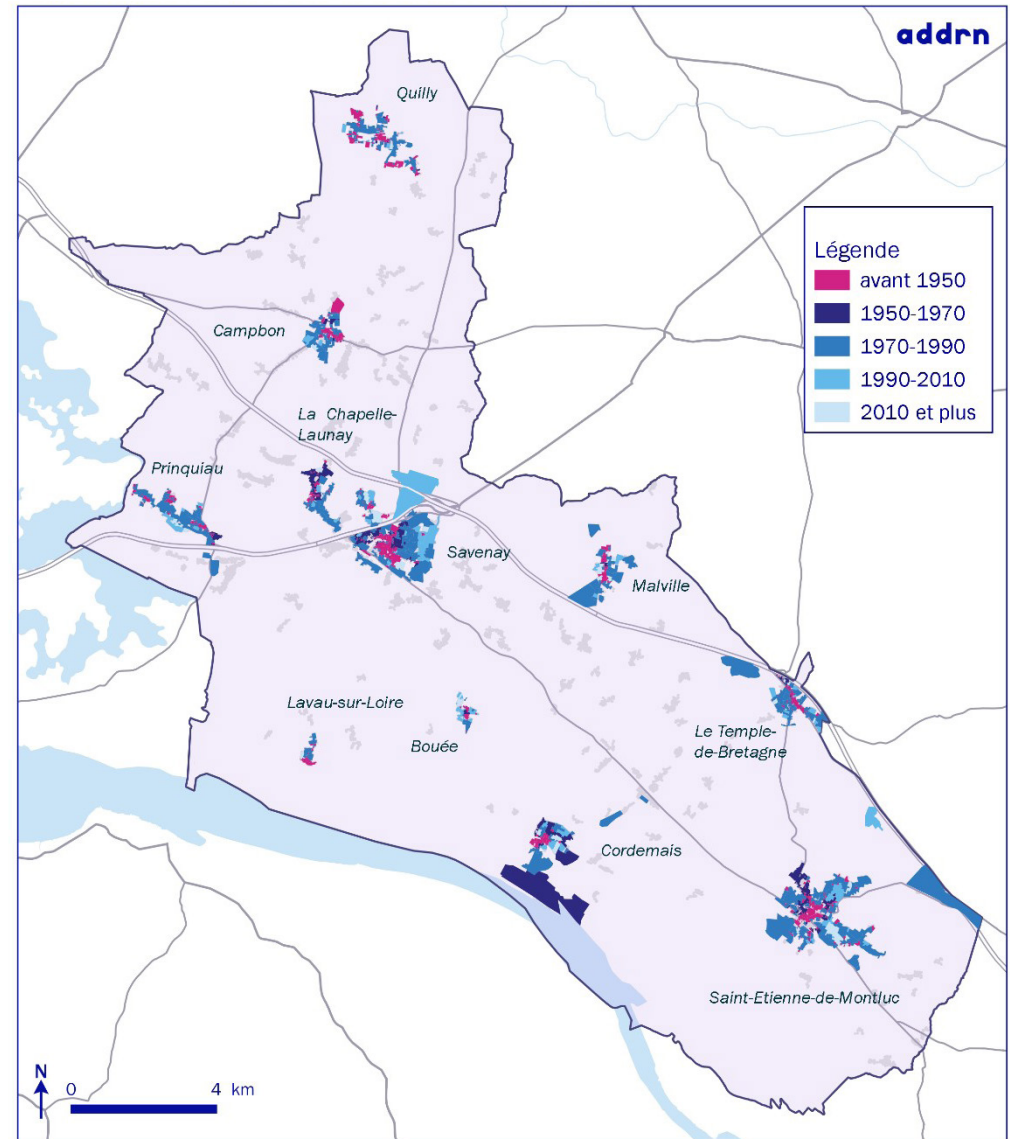 addrn
Quilly
Légende
avant 1950
1950-1970
1970-1990
1990-2010
2010 et plus
Campbon
La Chapelle-
Launay
Prinquiau
Savenay
Malville
Lavau-sur-Loire
Bouée
Le Temple-
de-Bretagne
Cordemais
Saint-Etienne-de-Montluc
N
0 4 km